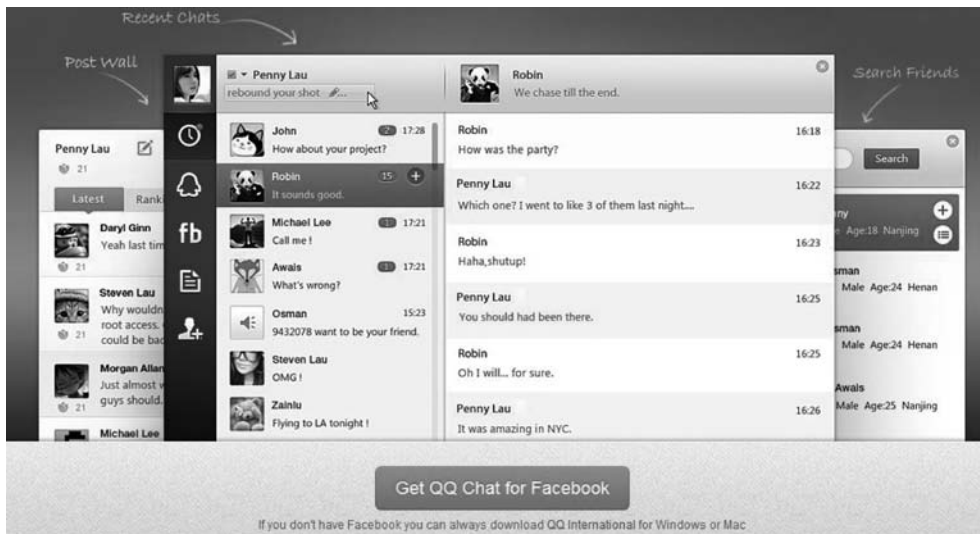 Recent Chats
Post Wall
Search Friends
Penny Lau
21
Latest
Ranki
Daryl Ginn
Yeah last tim
21
Steven Lau
Why wouldn
root access.
could be bac
21
Morgan Allan
Just almost w
guys should.
21
Michael Lee
fb
Penny Lau
rebound your shot ...
John
2 17:28
How about your project?
Robin
15
It sounds good.
Michael Lee
1 17:21
Call me !
Awais
1 17:21
What's wrong?
Osman
15:23
9432078 want to be your friend.
Steven Lau
OMG !
Zainlu
Flying to LA tonight !
Robin
We chase till the end.
Robin 16:18
How was the party?
Penny Lau 16:22
Which one? I went to like 3 of them last night....
Robin 16:23
Haha,shutup!
Penny Lau 16:25
You should had been there.
Robin 16:25
Oh I will... for sure.
Penny Lau 16:26
It was amazing in NYC.
Search
nny
e Age:18 Nanjing
sman
Male Age:24 Henan
sman
Male Age:24 Henan
Awais
Male Age:25 Nanjing
Get QQ Chat for Facebook
If you don't have Facebook you can always download QQ International for Windows or Mac